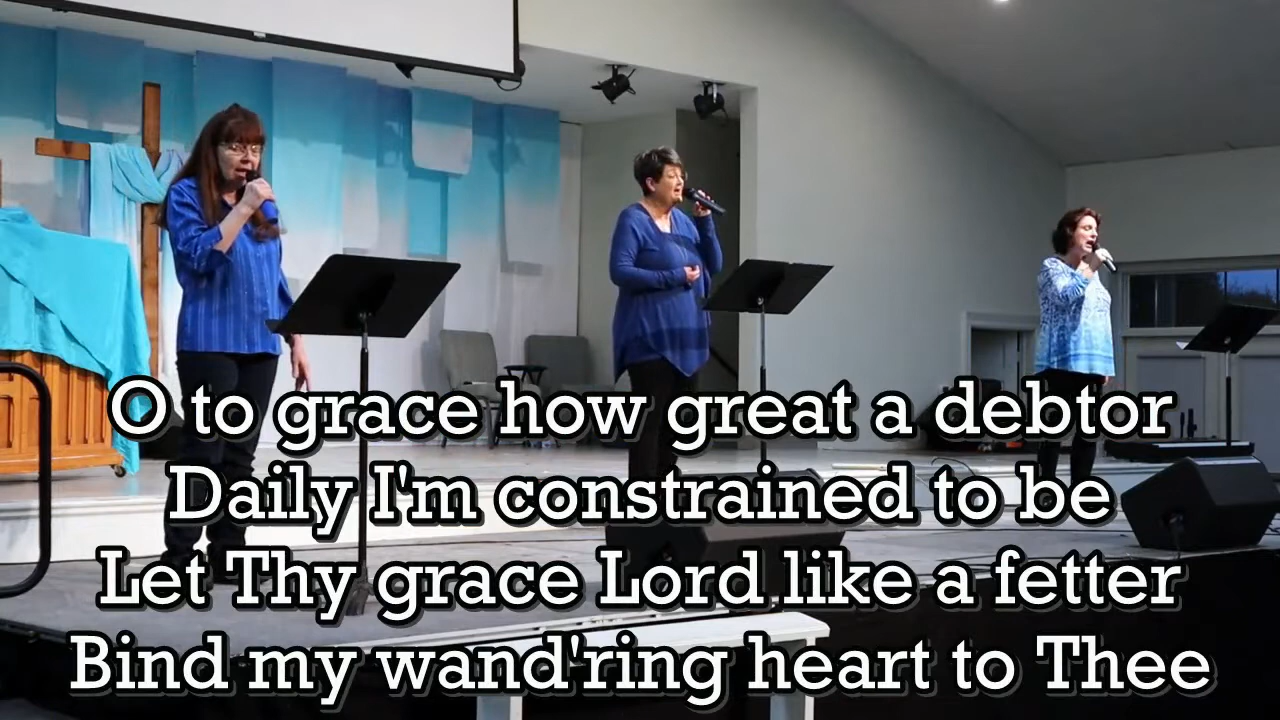 O to grace how great a debtor
Daily I'm constrained to be
Let Thy grace Lord like a fetter
Bind my wand'ring heart to Thee